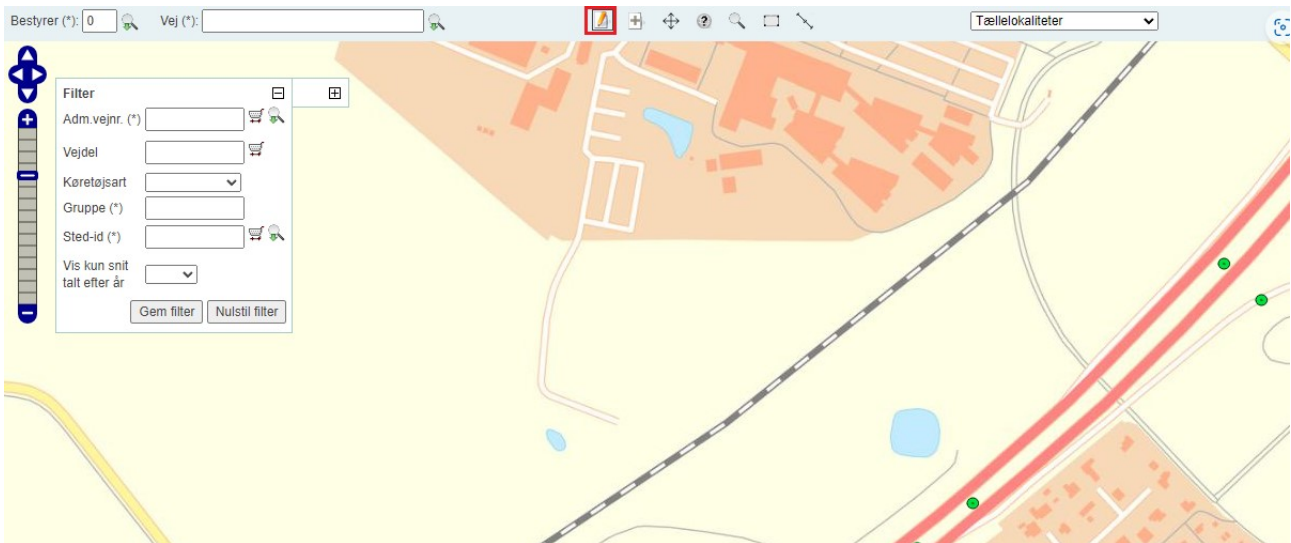 Bestyrer (*): 0 Vej (*): Tællelokaliteter
Filter
Adm.vejnr. (*)
Vejdel
Køretøjsart
Gruppe (*)
Sted-id (*)
Vis kun snit
talt efter år
Gem filter Nulstil filter